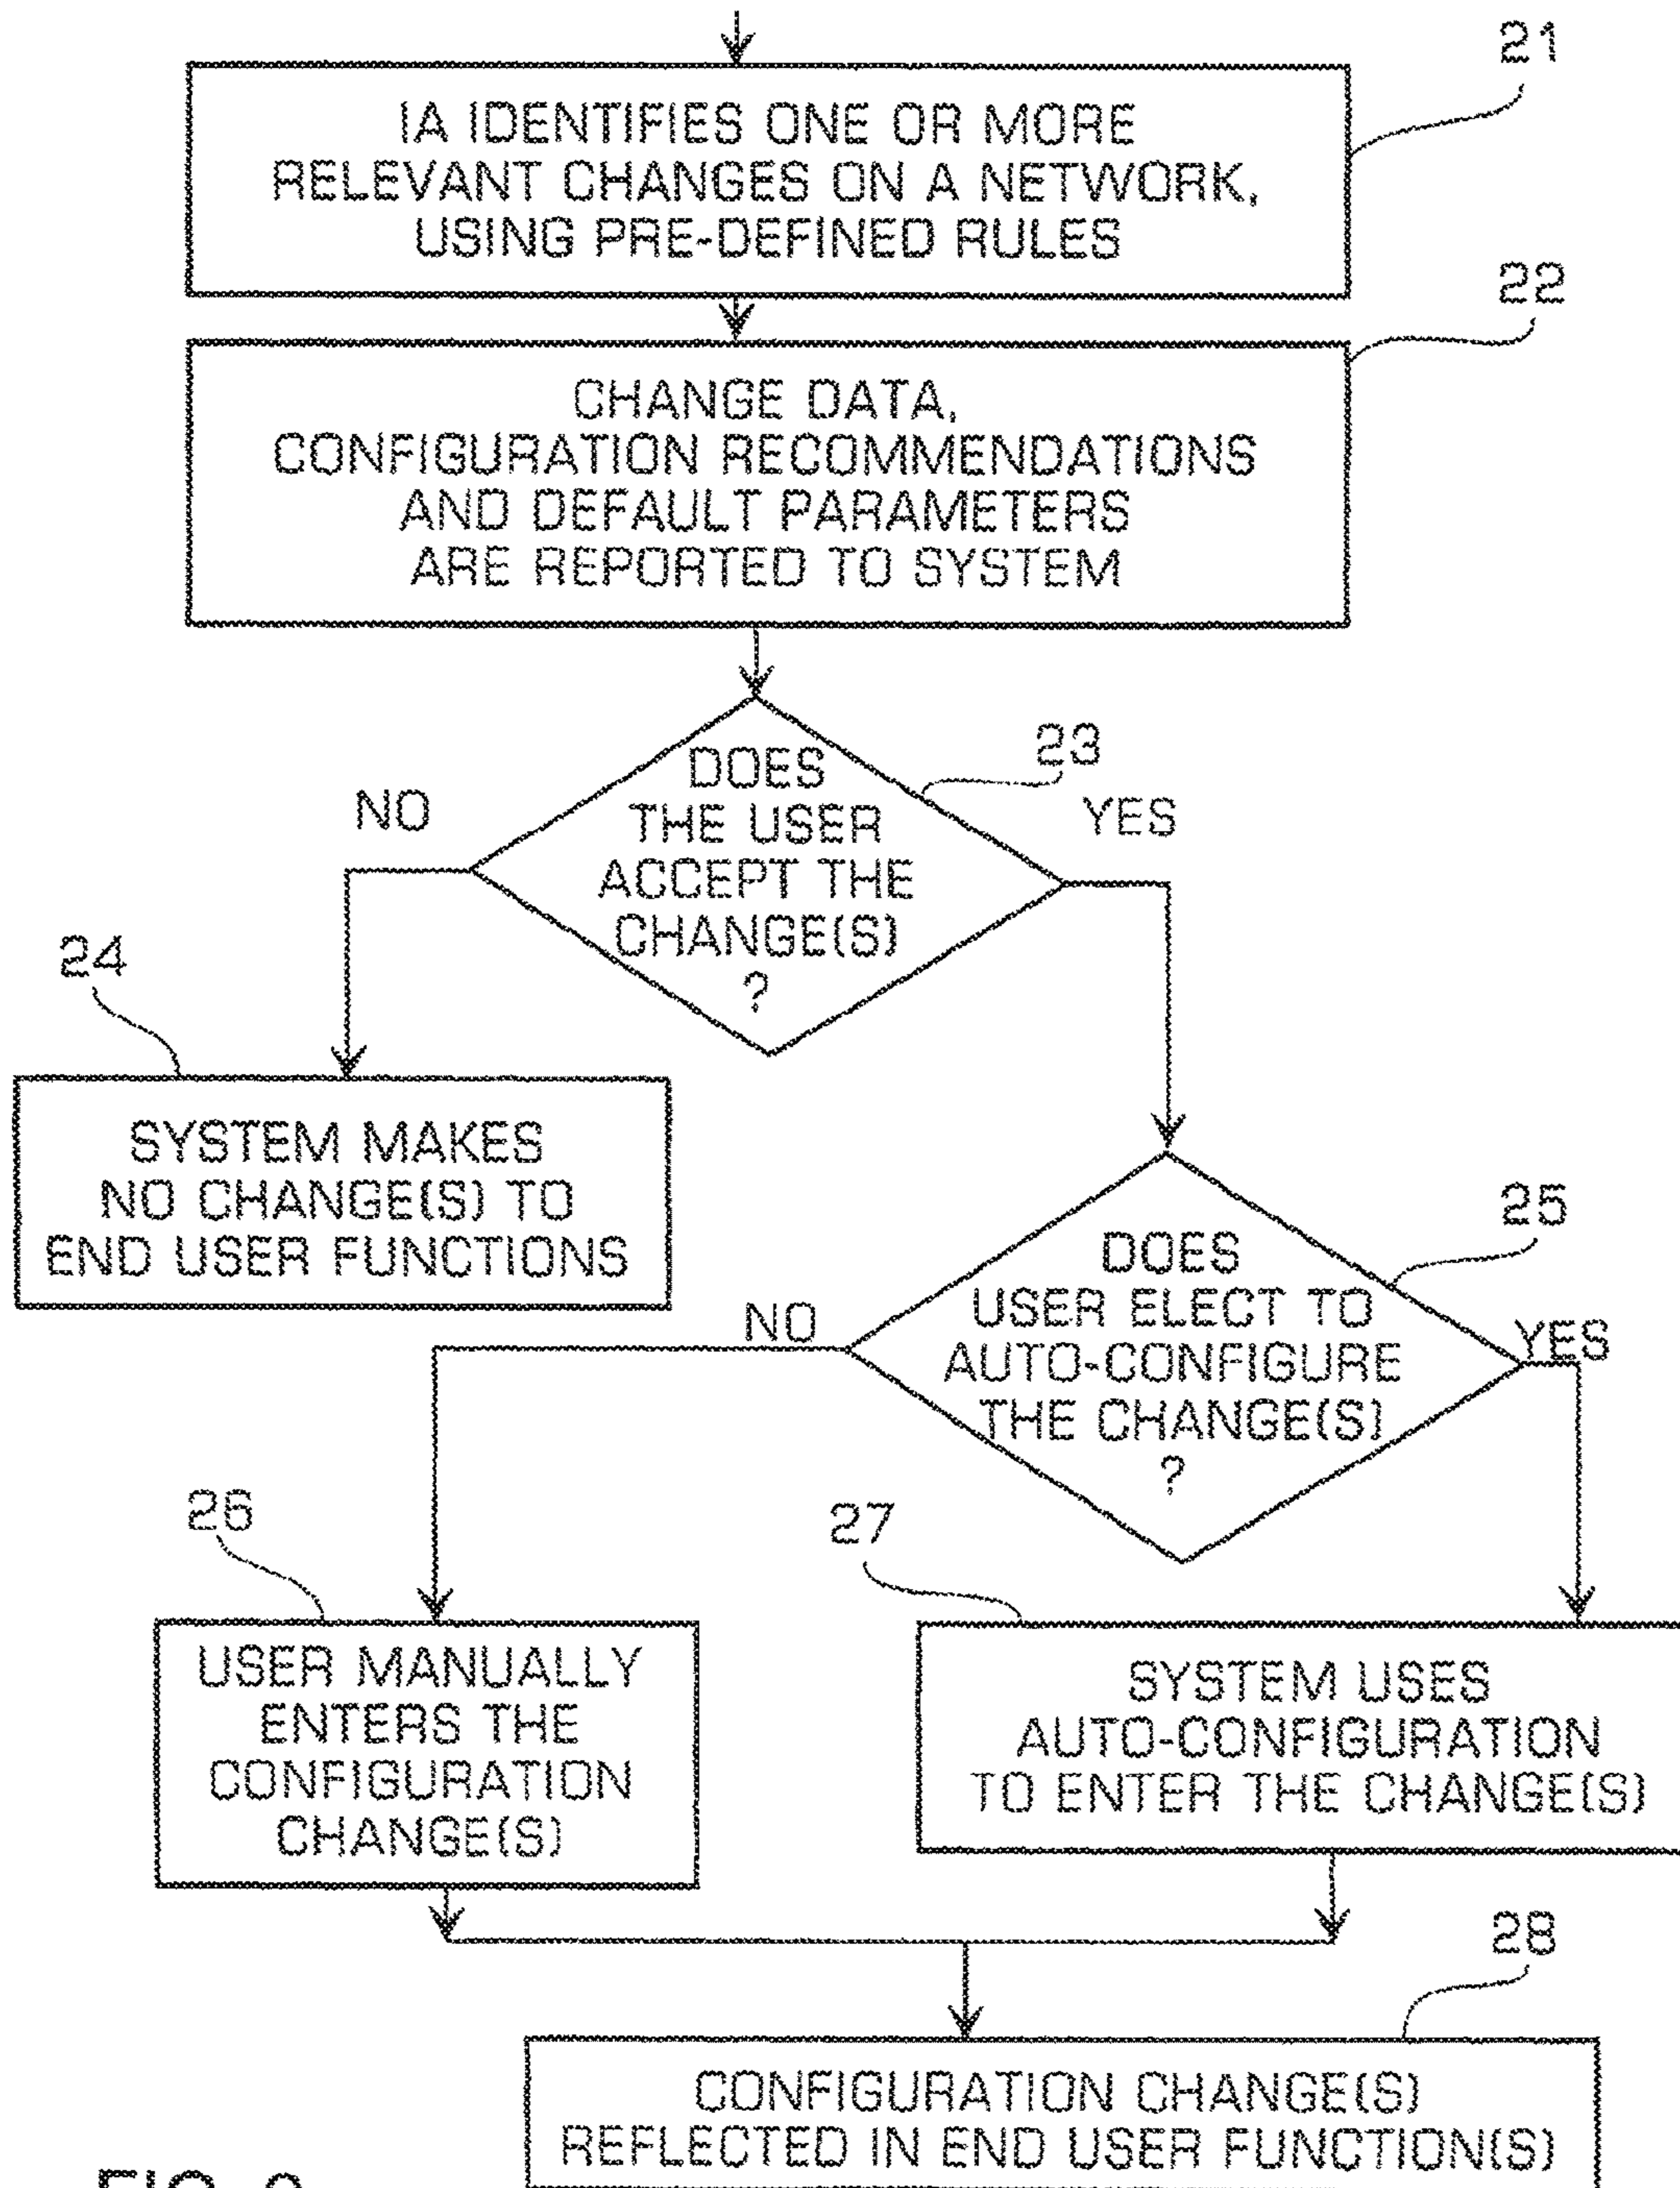 21
IA IDENTIFIES ONE OR MORE
RELEVANT CHANGES ON A NETWORK,
USING PRE-DEFINED RULES
22
CHANGE DATA,
CONFIGURATION RECOMMENDATIONS
AND DEFAULT PARAMETERS
ARE REPORTED TO SYSTEM
23
DOES
THE USER
ACCEPT THE
CHANGE(S)
?
NO
YES
24
SYSTEM MAKES
NO CHANGE(S) TO
END USER FUNCTIONS
25
DOES
USER ELECT TO
AUTO-CONFIGURE
THE CHANGE(S)
?
NO
YES
26
USER MANUALLY
ENTERS THE
CONFIGURATION
CHANGE(S)
27
SYSTEM USES
AUTO-CONFIGURATION
TO ENTER THE CHANGE(S)
28
CONFIGURATION CHANGE(S)
REFLECTED IN END USER FUNCTION(S)
FIG.